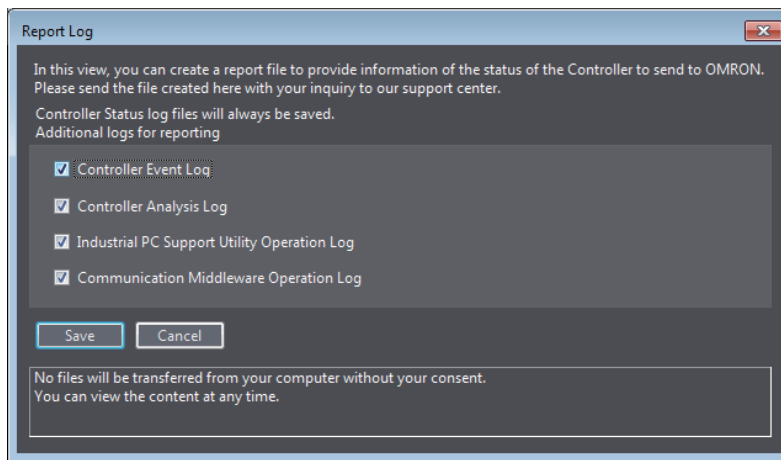 Report Log
In this view, you can create a report file to provide information of the status of the Controller to send to OMRON.
Please send the file created here with your inquiry to our support center.
Controller Status log files will always be saved.
Additional logs for reporting
Controller Event Log
Controller Analysis Log
Industrial PC Support Utility Operation Log
Communication Middleware Operation Log
Save Cancel
No files will be transferred from your computer without your consent.
You can view the content at any time.